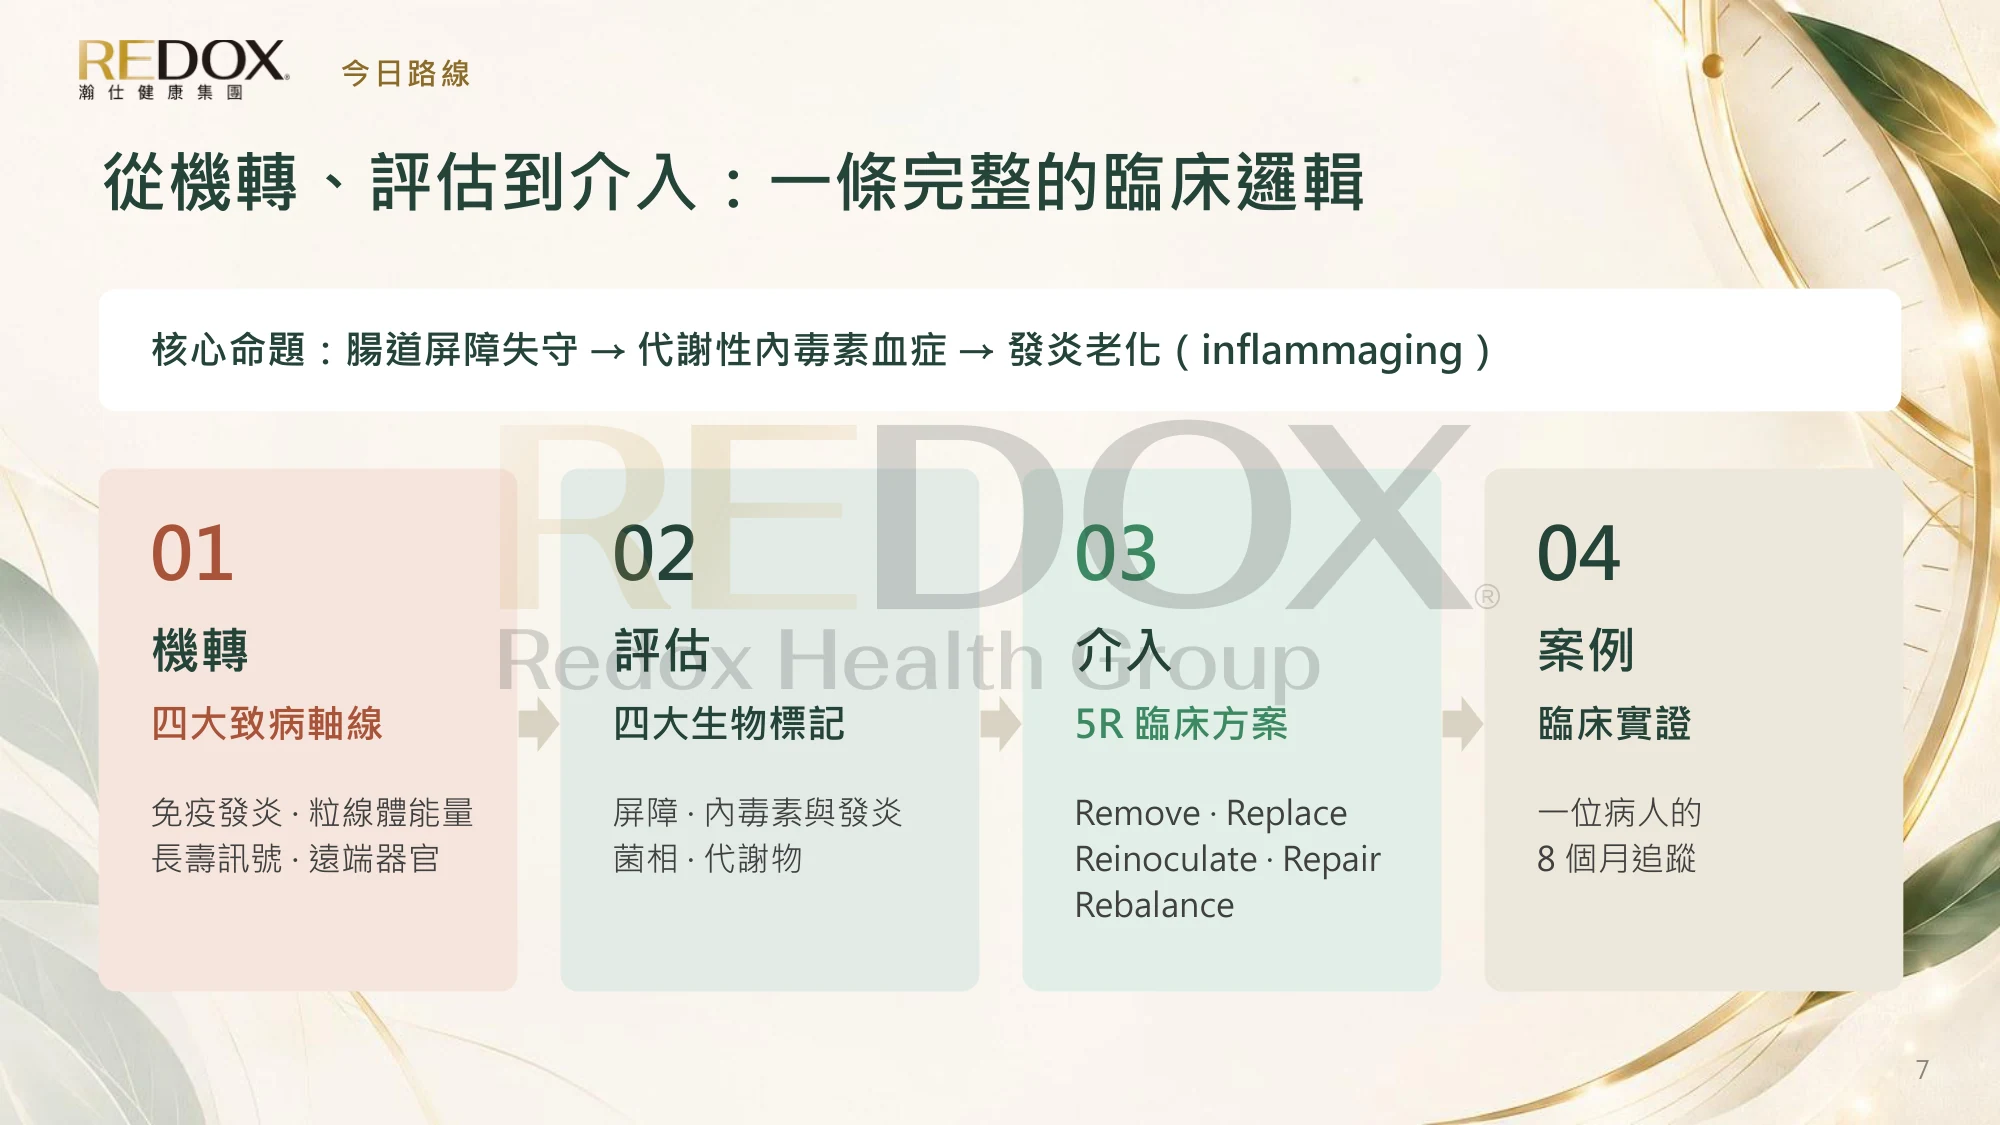 REDOX®
瀚仕健康集團
今日路線
從機轉、評估到介入：一條完整的臨床邏輯
核心命題：腸道屏障失守 → 代謝性內毒素血症 → 發炎老化（inflammaging）
REDOX®
Redox Health Group
01
機轉
四大致病軸線
免疫發炎 · 粒線體能量
長壽訊號 · 遠端器官
02
評估
四大生物標記
屏障 · 內毒素與發炎
菌相 · 代謝物
03
介入
5R 臨床方案
Remove · Replace
Reinoculate · Repair
Rebalance
04
案例
臨床實證
一位病人的
8 個月追蹤
7